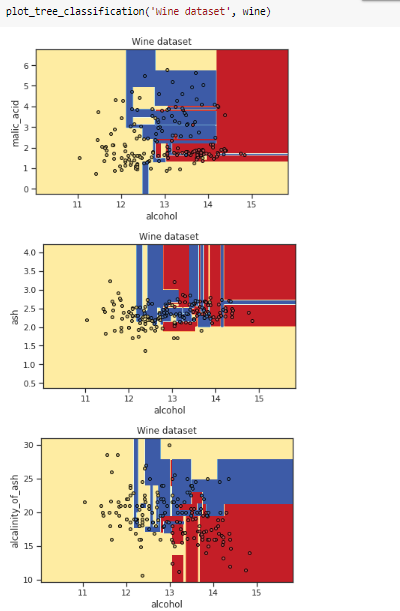 plot_tree_classification('Wine dataset', wine)
Wine dataset
malic_acid
6
5
4
3
2
1
0
11 12 13 14 15
alcohol
Wine dataset
ash
4.0
3.5
3.0
2.5
2.0
1.5
1.0
0.5
11 12 13 14 15
alcohol
Wine dataset
alcalinity_of_ash
30
25
20
15
10
11 12 13 14 15
alcohol